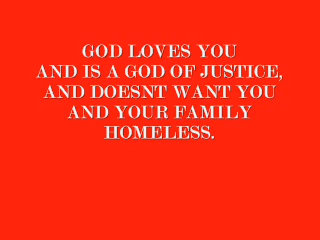 GOD LOVES YOU
AND IS A GOD OF JUSTICE,
AND DOESNT WANT YOU
AND YOUR FAMILY
HOMELESS.